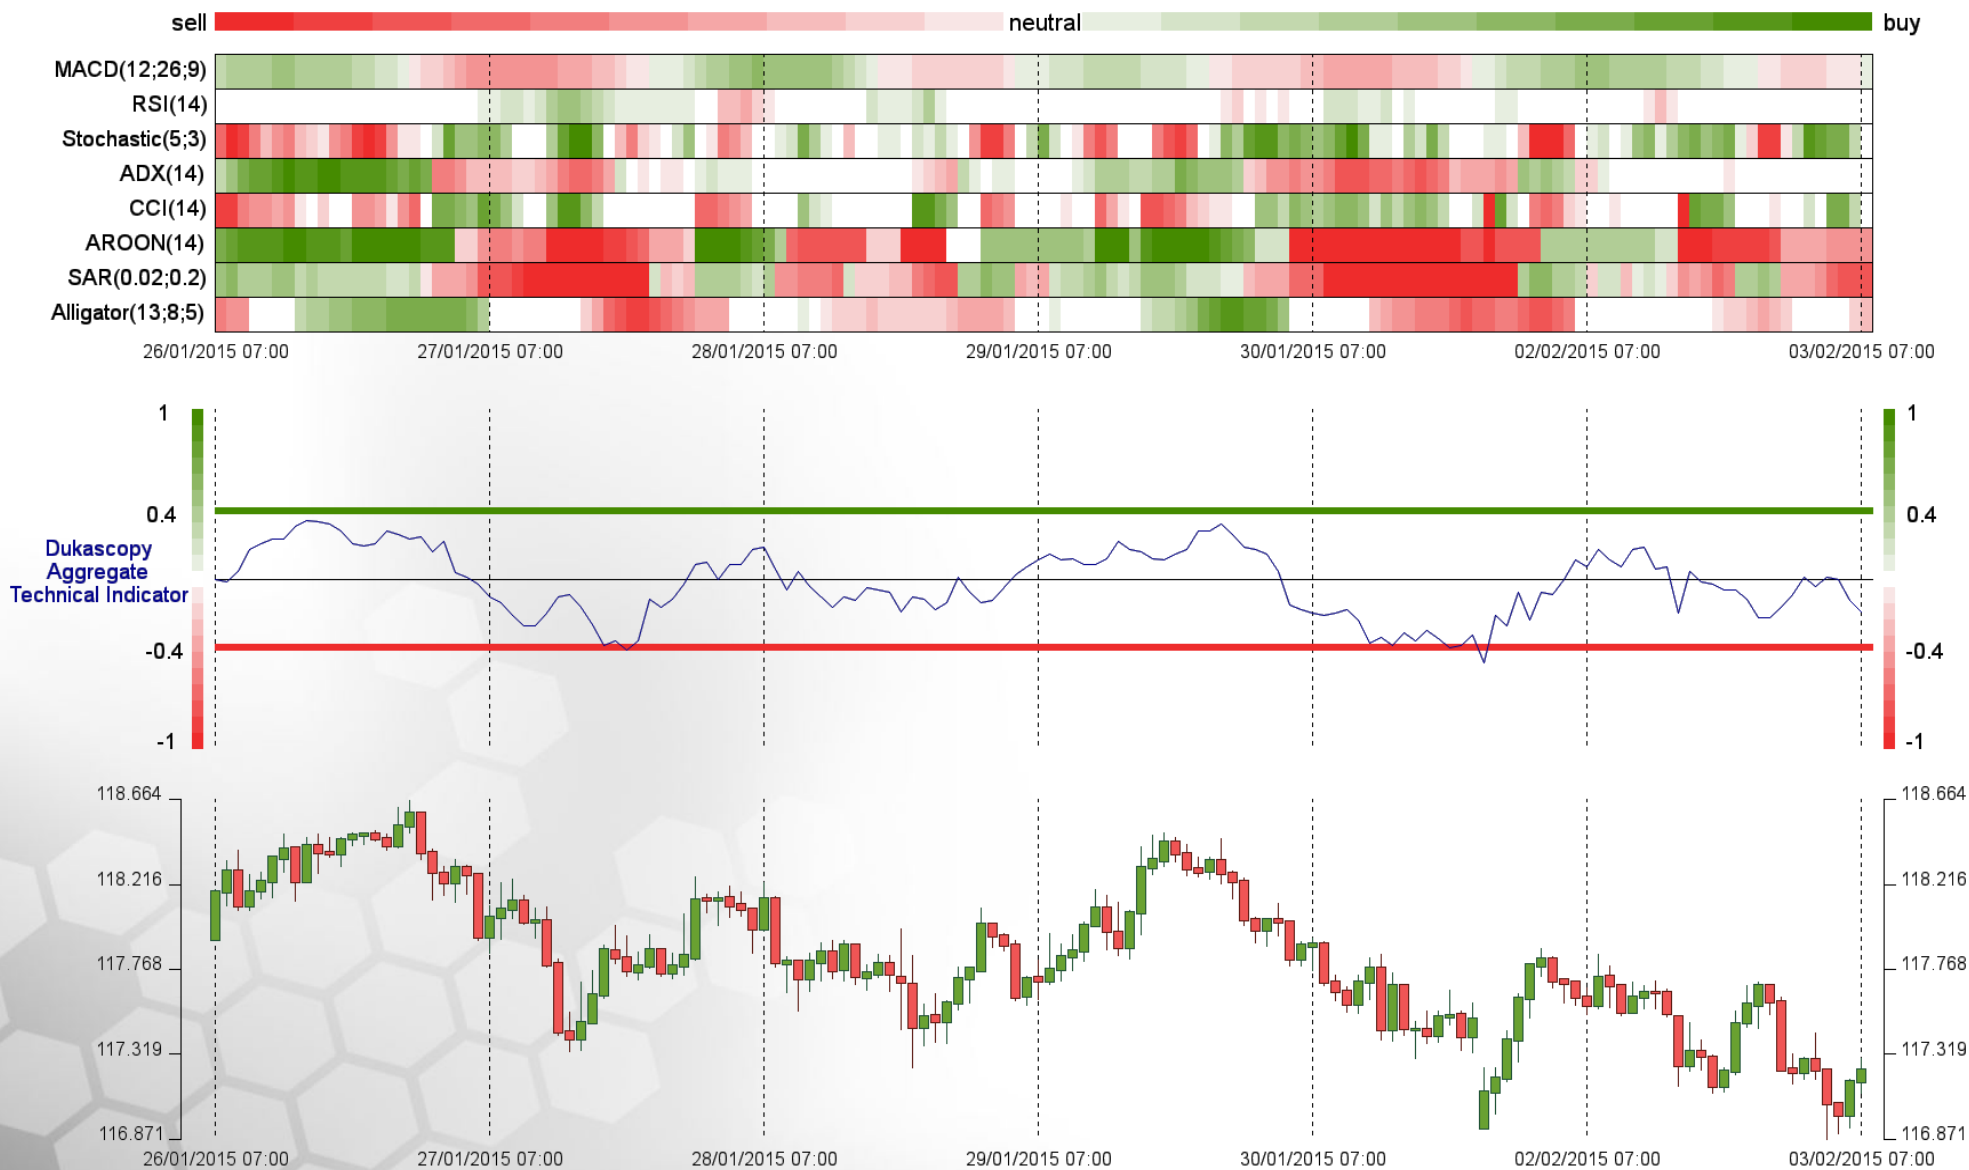 sell neutral buy
MACD(12;26;9)
RSI(14)
Stochastic(5;3)
ADX(14)
CCI(14)
AROON(14)
SAR(0.02;0.2)
Alligator(13;8;5)
26/01/2015 07:00 27/01/2015 07:00 28/01/2015 07:00 29/01/2015 07:00 30/01/2015 07:00 02/02/2015 07:00 03/02/2015 07:00
1 1
0.4 0.4
Dukascopy
Aggregate
Technical Indicator
-0.4 -0.4
-1 -1
118.664 118.664
118.216 118.216
117.768 117.768
117.319 117.319
116.871 116.871
26/01/2015 07:00 27/01/2015 07:00 28/01/2015 07:00 29/01/2015 07:00 30/01/2015 07:00 02/02/2015 07:00 03/02/2015 07:00